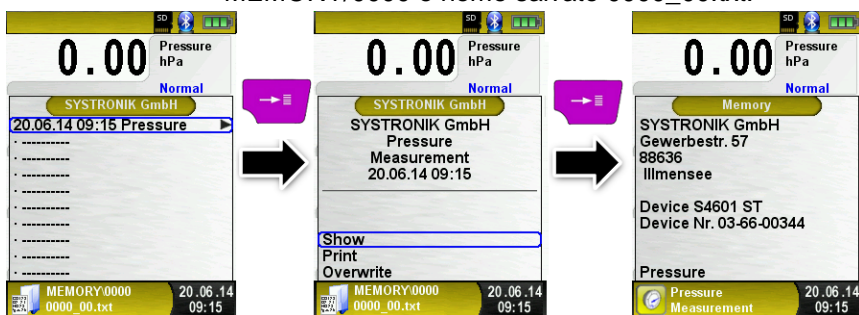 MEMORY/0000 nome 0000_00.txt
SD
0.00
Pressure
hPa
Normal
SYSTRONIK GmbH
20.06.14 09:15 Pressure
· ----------
· ----------
· ----------
· ----------
· ----------
· ----------
· ----------
· ----------
· ----------
MEMORY\0000
0000_00.txt
20.06.14
09:15
SD
0.00
Pressure
hPa
Normal
SYSTRONIK GmbH
SYSTRONIK GmbH
Pressure
Measurement
20.06.14 09:15
Show
Print
Overwrite
MEMORY\0000
0000_00.txt
20.06.14
09:15
SD
0.00
Pressure
hPa
Normal
Memory
SYSTRONIK GmbH
Gewerbestr. 57
88636
Illmensee
Device S4601 ST
Device Nr. 03-66-00344
Pressure
Pressure
Measurement
20.06.14
09:15